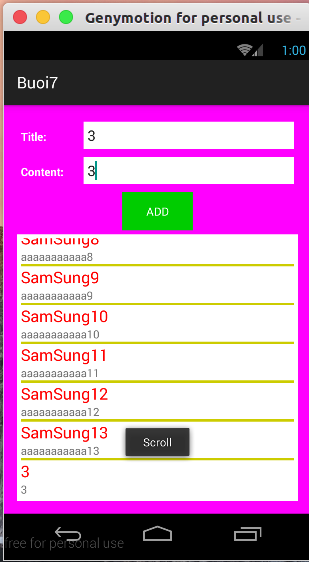 Genymotion for personal use -
1:00
Buoi7
Title: 3
Content: 3
ADD
SamSung8
aaaaaaaaaaa8
SamSung9
aaaaaaaaaaa9
SamSung10
aaaaaaaaaaa10
SamSung11
aaaaaaaaaaa11
SamSung12
aaaaaaaaaaa12
SamSung13
aaaaaaaaaaa13
Scroll
3
3
free for personal use